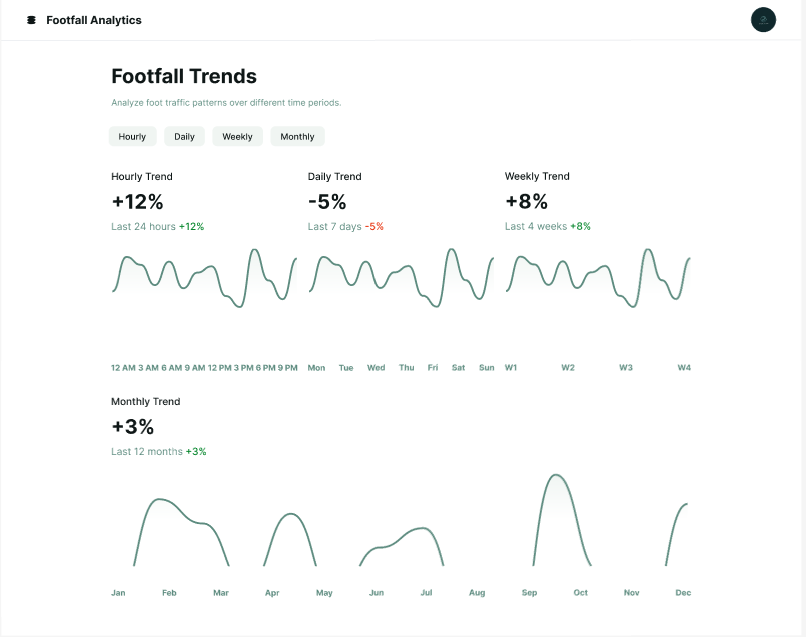 Footfall Analytics
Footfall Trends
Analyze foot traffic patterns over different time periods.
Hourly Daily Weekly Monthly
Hourly Trend
+12%
Last 24 hours +12%
12 AM 3 AM 6 AM 9 AM 12 PM 3 PM 6 PM 9 PM
Daily Trend
-5%
Last 7 days -5%
Mon Tue Wed Thu Fri Sat Sun
Weekly Trend
+8%
Last 4 weeks +8%
W1 W2 W3 W4
Monthly Trend
+3%
Last 12 months +3%
Jan Feb Mar Apr May Jun Jul Aug Sep Oct Nov Dec